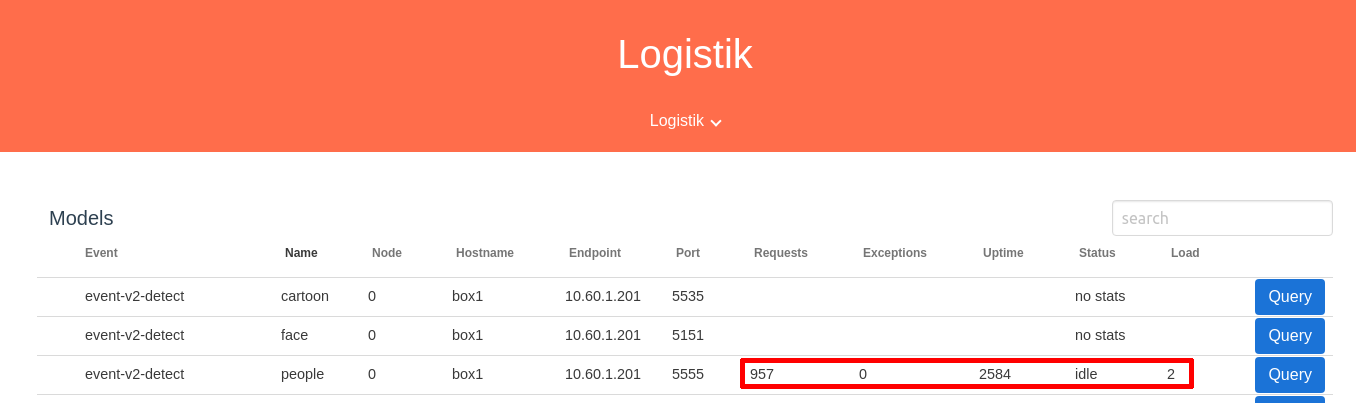 Logistik
Logistik
Models
search
Event Name Node Hostname Endpoint Port Requests Exceptions Uptime Status Load
event-v2-detect cartoon 0 box1 10.60.1.201 5535 no stats Query
event-v2-detect face 0 box1 10.60.1.201 5151 no stats Query
event-v2-detect people 0 box1 10.60.1.201 5555 957 0 2584 idle 2 Query